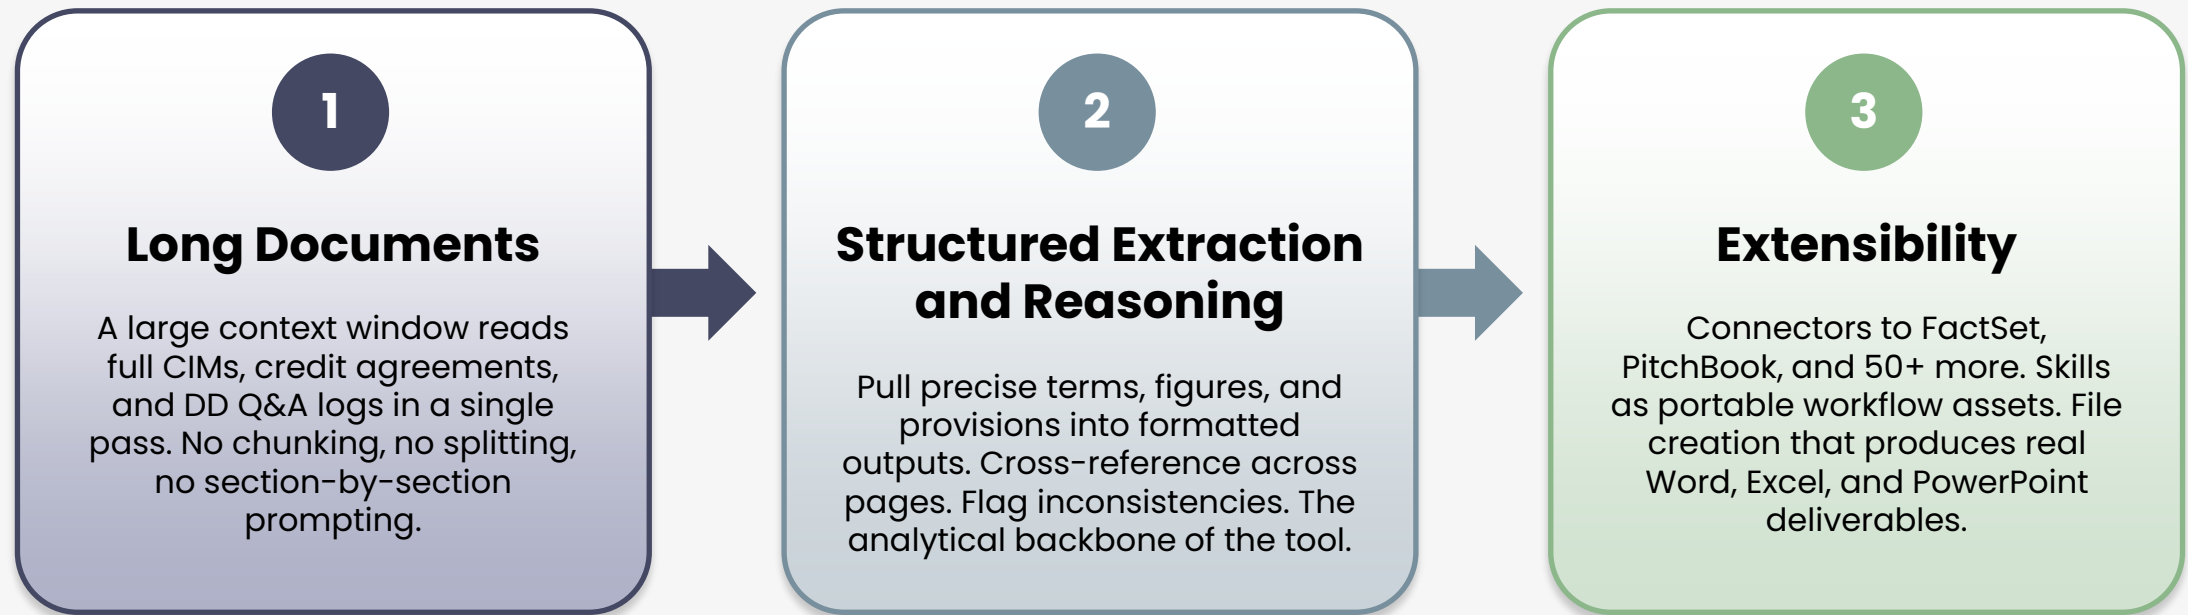 1
Long Documents
A large context window reads
full CIMs, credit agreements,
and DD Q&A logs in a single
pass. No chunking, no splitting,
no section-by-section
prompting.
2
Structured Extraction
and Reasoning
Pull precise terms, figures, and
provisions into formatted
outputs. Cross-reference across
pages. Flag inconsistencies. The
analytical backbone of the tool.
3
Extensibility
Connectors to FactSet,
PitchBook, and 50+ more. Skills
as portable workflow assets. File
creation that produces real
Word, Excel, and PowerPoint
deliverables.